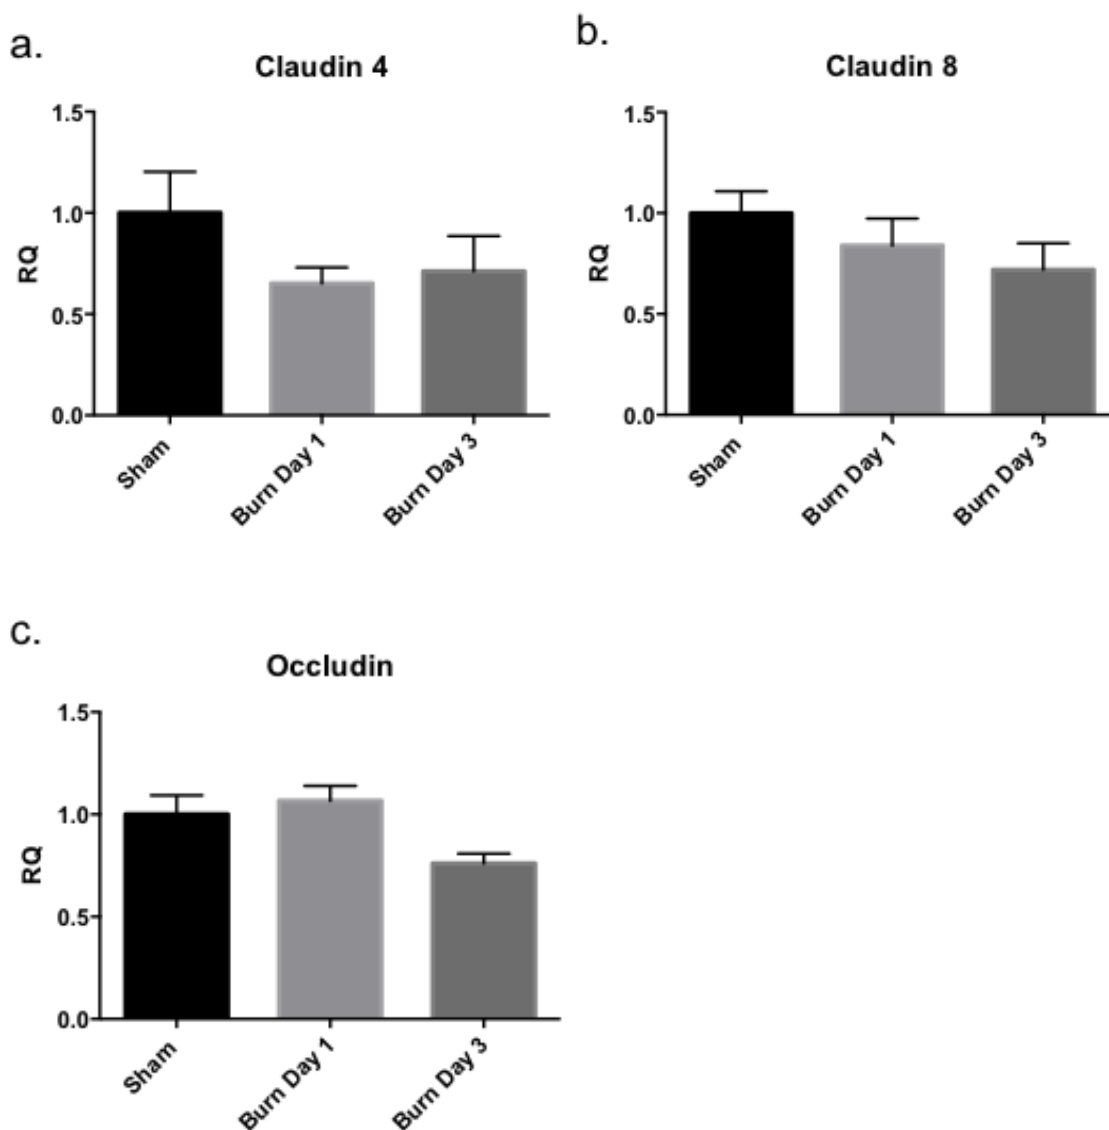 a.
Claudin 4
1.5
1.0
0.5
0.0
RQ
Sham
Burn Day 1
Burn Day 3
b.
Claudin 8
1.5
1.0
0.5
0.0
RQ
Sham
Burn Day 1
Burn Day 3
c.
Occludin
1.5
1.0
0.5
0.0
RQ
Sham
Burn Day 1
Burn Day 3